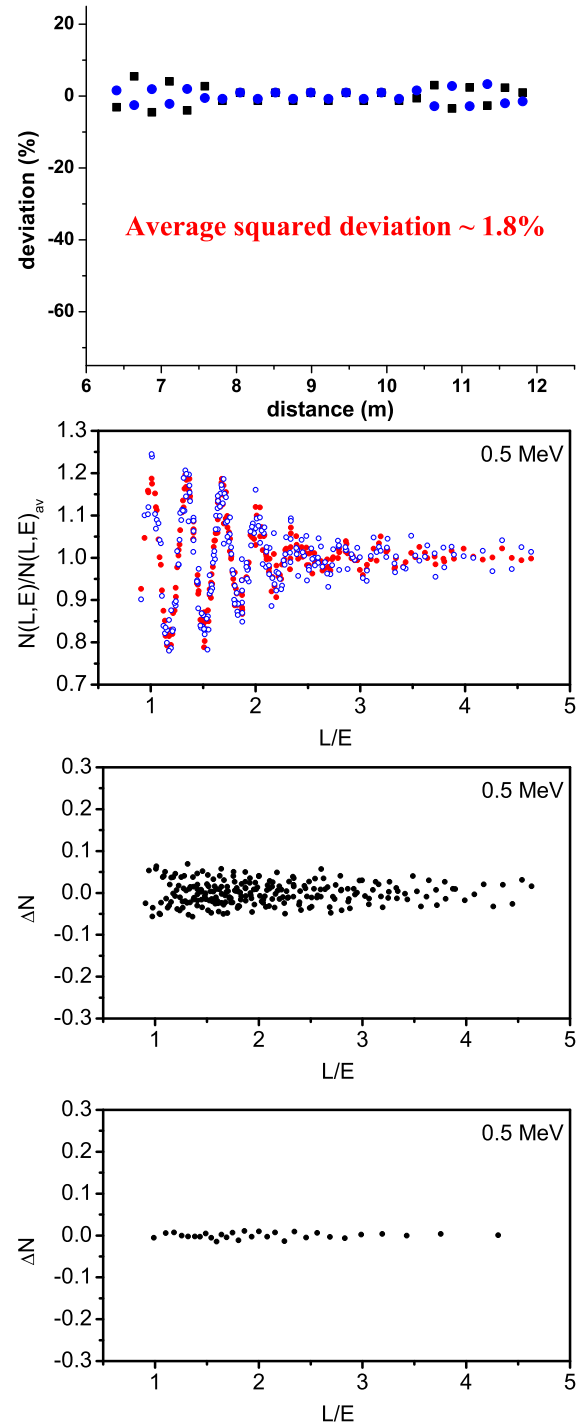 20
0
-20
-40
-60
deviation (%)
Average squared deviation ~ 1.8%
6 7 8 9 10 11 12
distance (m)
1.3
1.2
1.1
1.0
0.9
0.8
0.7
N(L,E)/N(L,E)av
0.5 MeV
1 2 3 4 5
L/E
0.3
0.2
0.1
0.0
-0.1
-0.2
-0.3
ΔN
0.5 MeV
1 2 3 4 5
L/E
0.3
0.2
0.1
0.0
-0.1
-0.2
-0.3
ΔN
0.5 MeV
1 2 3 4 5
L/E